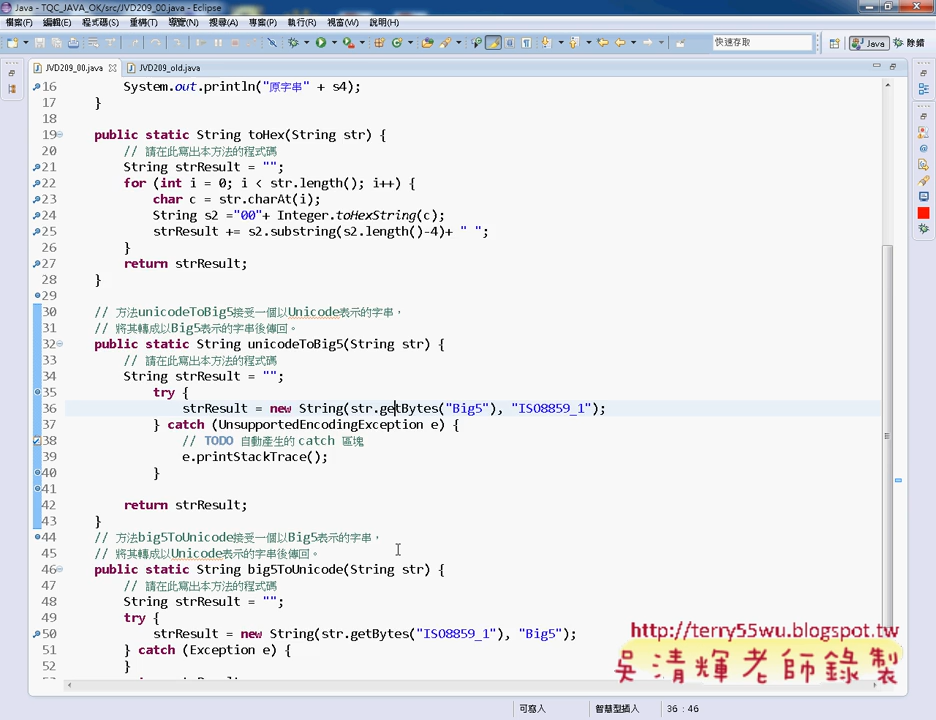 Java - TQC_JAVA_OK/src/JVD209_00.java - Eclipse
檔案(F) 編輯(E) 程式碼(S) 重構(T) 導覽(N) 搜尋(A) 專案(P) 執行(R) 視窗(W) 說明(H)
快速存取 Java 除錯
JVD209_00.java JVD209_old.java
16 System.out.println("原字串" + s4);
17 }
18
19 public static String toHex(String str) {
20 // 請在此寫出本方法的程式碼
21 String strResult = "";
22 for (int i = 0; i < str.length(); i++) {
23 char c = str.charAt(i);
24 String s2 ="00"+ Integer.toHexString(c);
25 strResult += s2.substring(s2.length()-4)+ " ";
26 }
27 return strResult;
28 }
29
30 // 方法unicodeToBig5接受一個以Unicode表示的字串，
31 // 將其轉成以Big5表示的字串後傳回。
32 public static String unicodeToBig5(String str) {
33 // 請在此寫出本方法的程式碼
34 String strResult = "";
35 try {
36 strResult = new String(str.getBytes("Big5"), "ISO8859_1");
37 } catch (UnsupportedEncodingException e) {
38 // TODO 自動產生的 catch 區塊
39 e.printStackTrace();
40 }
41
42 return strResult;
43 }
44 // 方法big5ToUnicode接受一個以Big5表示的字串，
45 // 將其轉成以Unicode表示的字串後傳回。
46 public static String big5ToUnicode(String str) {
47 // 請在此寫出本方法的程式碼
48 String strResult = "";
49 try {
50 strResult = new String(str.getBytes("ISO8859_1"), "Big5");
51 } catch (Exception e) {
52 }
http://terry55wu.blogspot.tw
吳清輝老師錄製
可寫入 智慧型插入 36 : 46